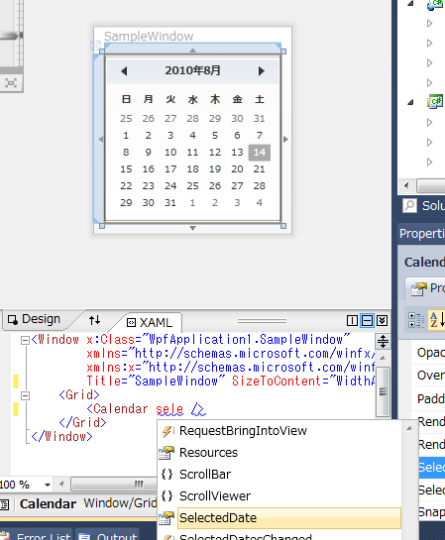 SampleWindow
2010年8月
日 月 火 水 木 金 土
25 26 27 28 29 30 31
1 2 3 4 5 6 7
8 9 10 11 12 13 14
15 16 17 18 19 20 21
22 23 24 25 26 27 28
29 30 31 1 2 3 4
Solu
Properti
Calend
Pro
Opac
Over
Padd
Rend
Rend
Selec
Selec
Snap
Design
XAML
<Window x:Class="WpfApplication1.SampleWindow"
xmlns="http://schemas.microsoft.com/winfx/
xmlns:x="http://schemas.microsoft.com/winfx
Title="SampleWindow" SizeToContent="WidthA
<Grid>
<Calendar sele />
</Grid>
</Window>
RequestBringIntoView
Resources
ScrollBar
ScrollViewer
SelectedDate
SelectedDatesChanged
100 %
Calendar Window/Grid
Error List
Output